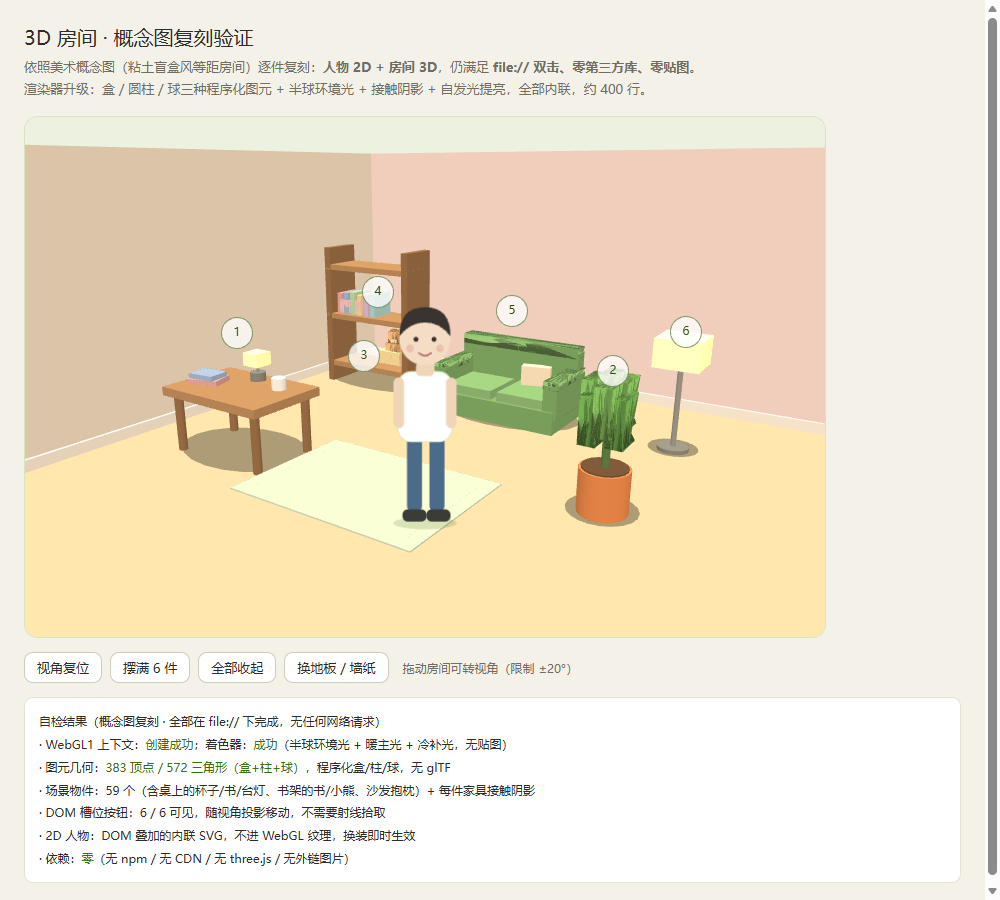 3D 房间 · 概念图复刻验证
依照美术概念图（粘土盲盒风等距房间）逐件复刻：人物 2D + 房间 3D，仍满足 file:// 双击、零第三方库、零贴图。
渲染器升级：盒 / 圆柱 / 球三种程序化图元 + 半球环境光 + 接触阴影 + 自发光提亮，全部内联，约 400 行。
4
5
1
6
3
2
视角复位 摆满 6 件 全部收起 换地板 / 墙纸 拖动房间可转视角（限制 ±20°）
自检结果（概念图复刻 · 全部在 file:// 下完成，无任何网络请求）
· WebGL1 上下文：创建成功；着色器：成功（半球环境光 + 暖主光 + 冷补光，无贴图）
· 图元几何：383 顶点 / 572 三角形（盒+柱+球），程序化盒/柱/球，无 glTF
· 场景物件：59 个（含桌上的杯子/书/台灯、书架的书/小熊、沙发抱枕）+ 每件家具接触阴影
· DOM 槽位按钮：6 / 6 可见，随视角投影移动，不需要射线拾取
· 2D 人物：DOM 叠加的内联 SVG，不进 WebGL 纹理，换装即时生效
· 依赖：零（无 npm / 无 CDN / 无 three.js / 无外链图片）